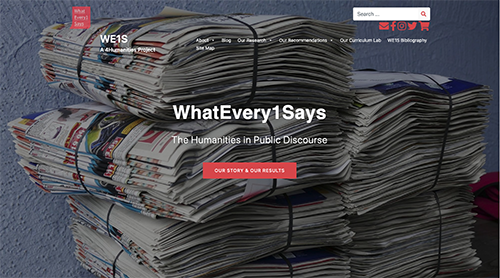 What
Every1
Says
Search ...
WE1S
A 4Humanities Project
About Blog Our Research Our Recommendations Our Curriculum Lab WE1S Bibliography
Site Map
WhatEvery1Says
The Humanities in Public Discourse
OUR STORY & OUR RESULTS